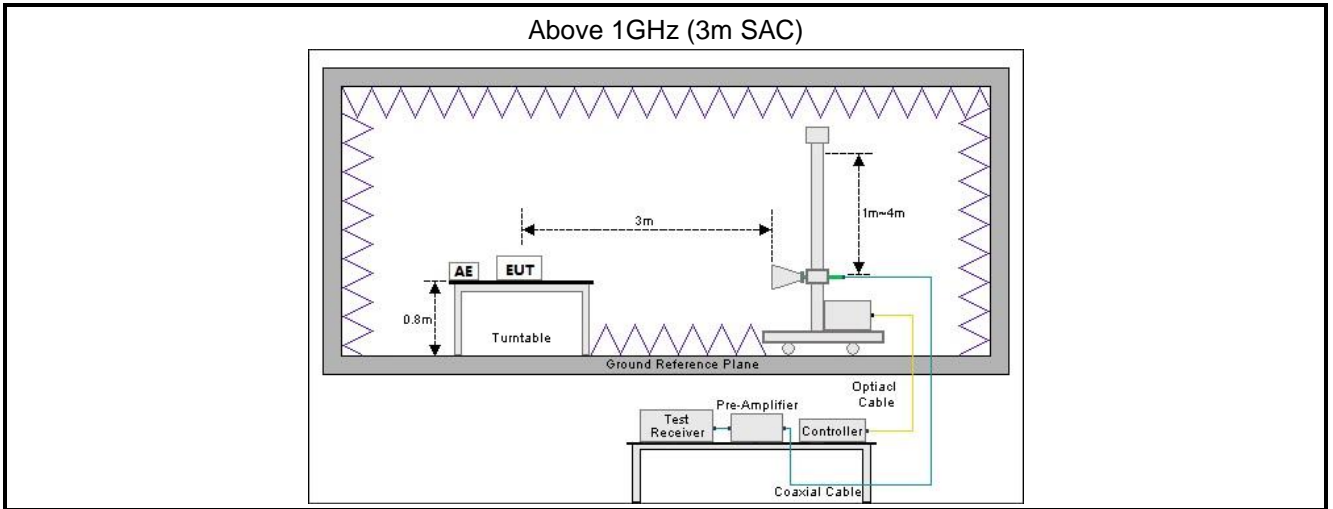 Above 1GHz (3m SAC)
3m
1m~4m
AE
EUT
0.8m
Turntable
Ground Reference Plane
Optiacl
Cable
Pre-Amplifier
Test
Receiver
Controller
Coaxial Cable